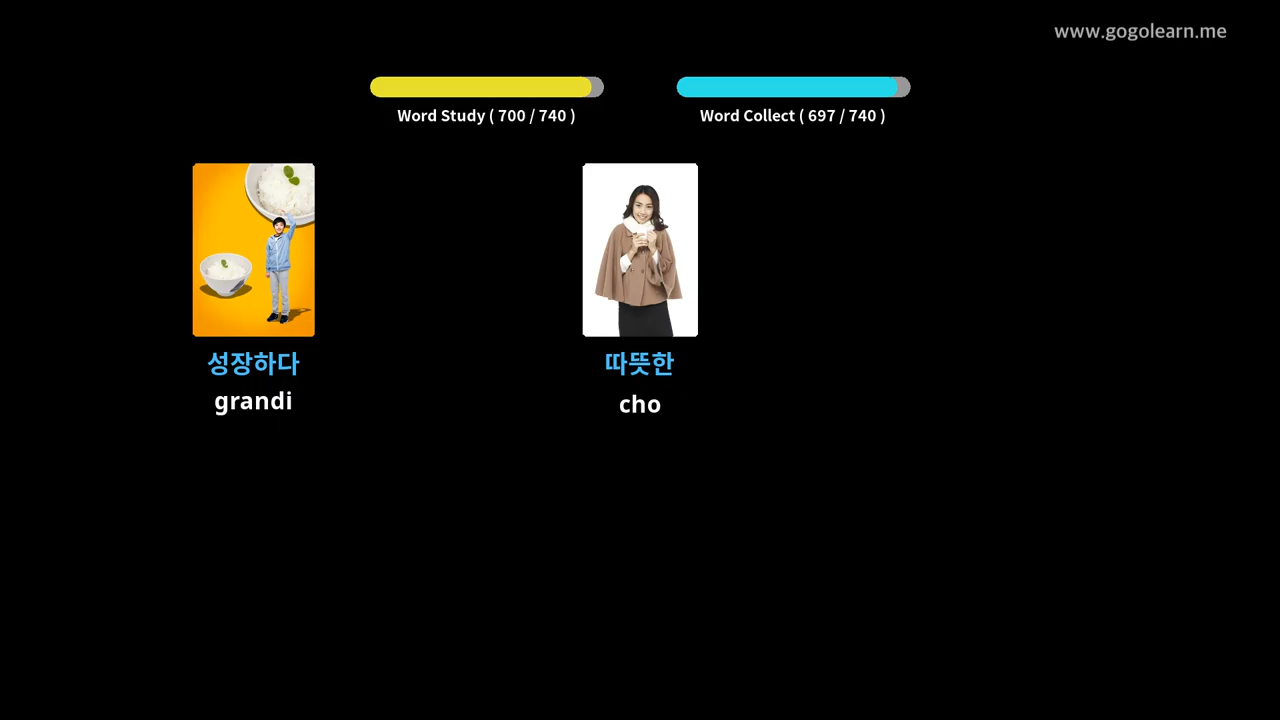 www.gogolearn.me
Word Study ( 700 / 740 )
Word Collect ( 697 / 740 )
성장하다
따뜻한
grandi
cho